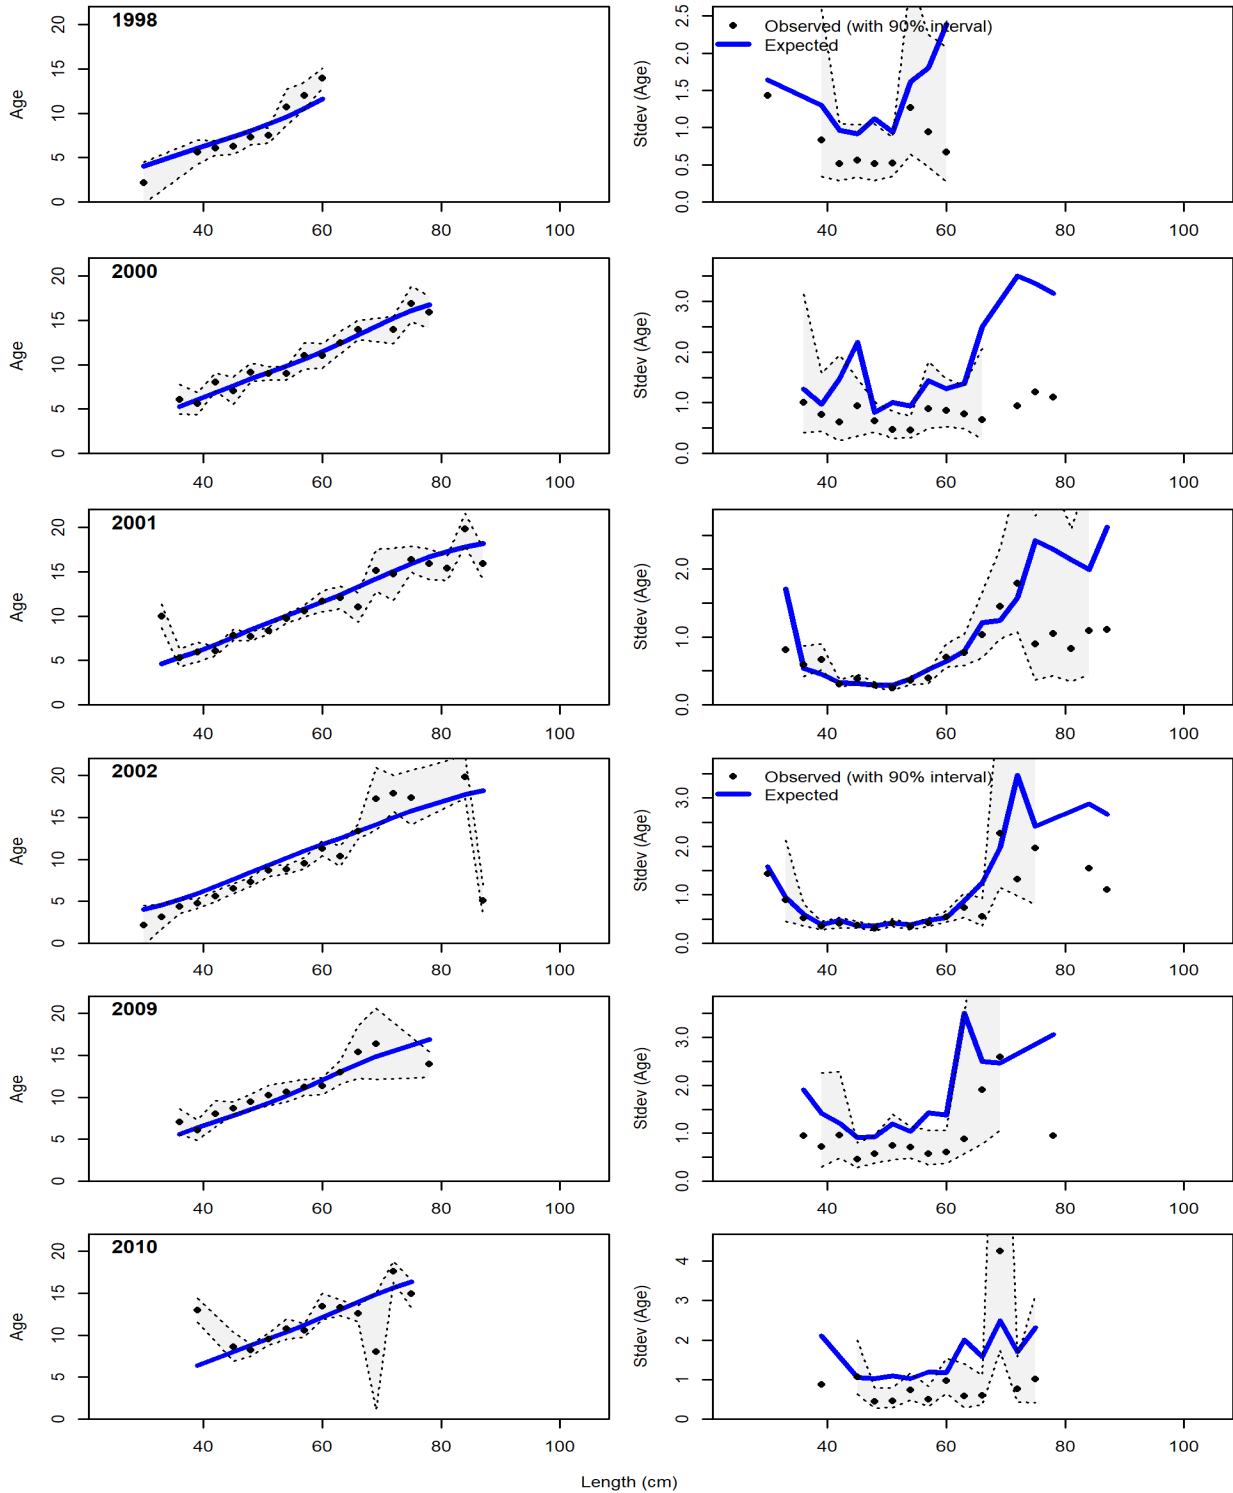 1998
Age
0 5 10 15 20
40 60 80 100
Observed (with 90% interval)
Expected
Stdev (Age)
0.0 0.5 1.0 1.5 2.0 2.5
40 60 80 100
2000
Age
0 5 10 15 20
40 60 80 100
Stdev (Age)
0.0 1.0 2.0 3.0
40 60 80 100
2001
Age
0 5 10 15 20
40 60 80 100
Stdev (Age)
0.0 1.0 2.0
40 60 80 100
2002
Age
0 5 10 15 20
40 60 80 100
Observed (with 90% interval)
Expected
Stdev (Age)
0.0 1.0 2.0 3.0
40 60 80 100
2009
Age
0 5 10 15 20
40 60 80 100
Stdev (Age)
0.0 1.0 2.0 3.0
40 60 80 100
2010
Age
0 5 10 15 20
40 60 80 100
Stdev (Age)
0 1 2 3 4
40 60 80 100
Length (cm)